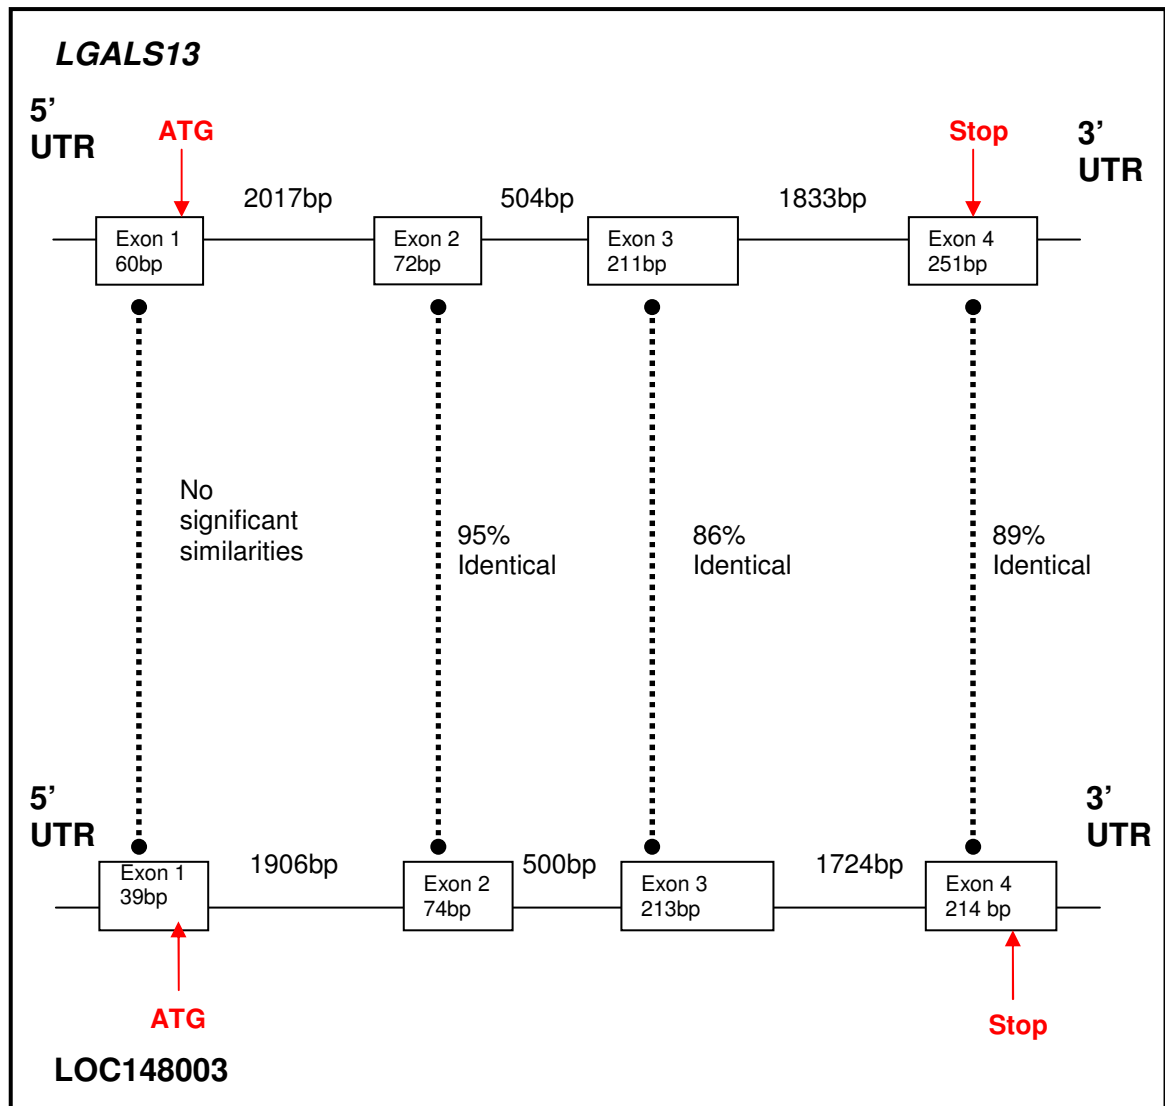 LGALS13
5’
UTR
ATG
Stop
3’
UTR
2017bp
504bp
1833bp
Exon 1
60bp
Exon 2
72bp
Exon 3
211bp
Exon 4
251bp
No
significant
similarities
95%
Identical
86%
Identical
89%
Identical
5’
UTR
3’
UTR
1906bp
500bp
1724bp
Exon 1
39bp
Exon 2
74bp
Exon 3
213bp
Exon 4
214 bp
ATG
Stop
LOC148003